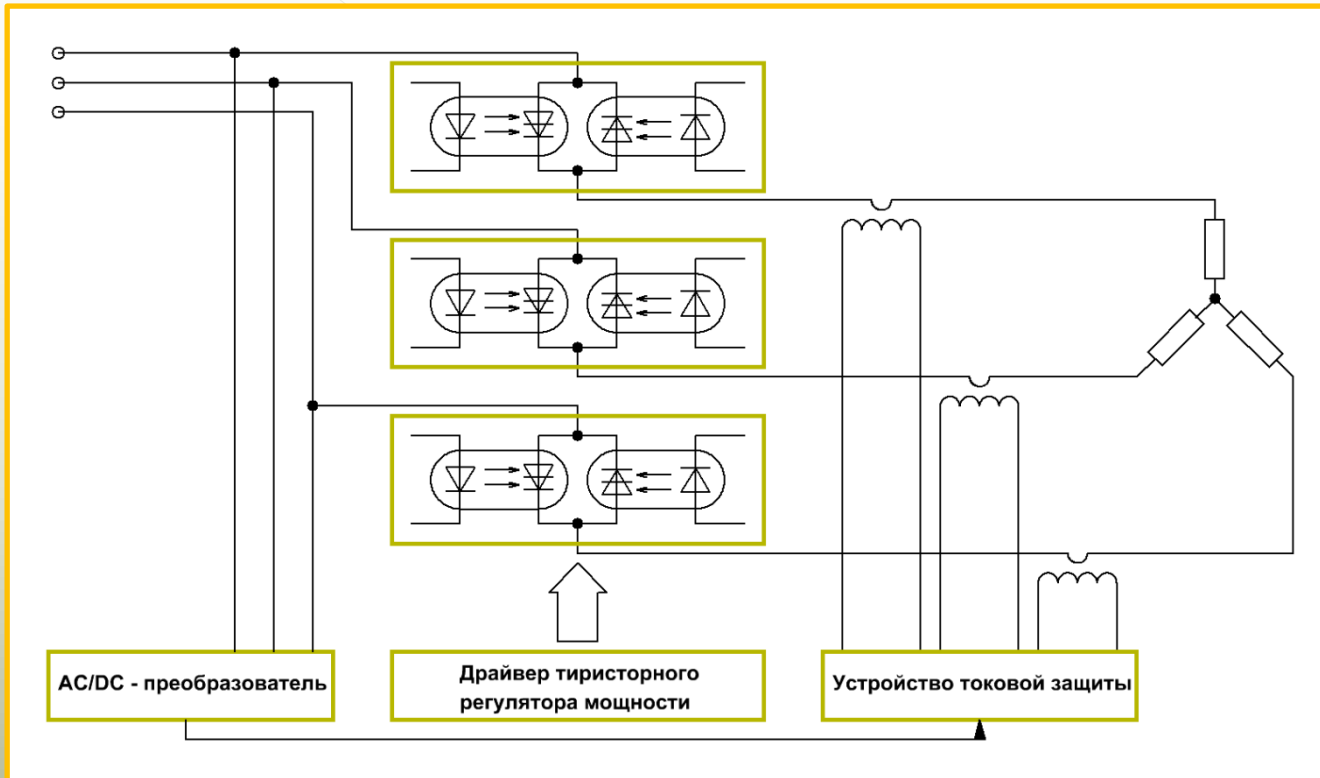 AC/DC - преобразователь
Драйвер тиристорного
регулятора мощности
Устройство токовой защиты